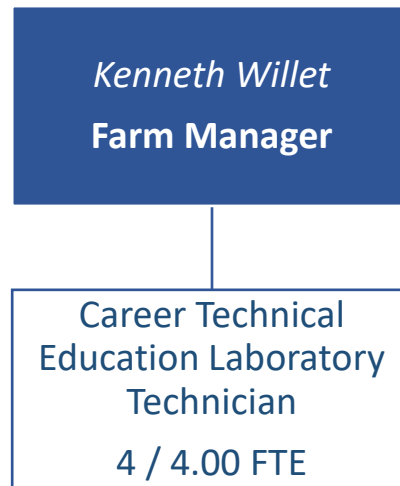 Kenneth Willet
Farm Manager
Career Technical
Education Laboratory
Technician
4 / 4.00 FTE